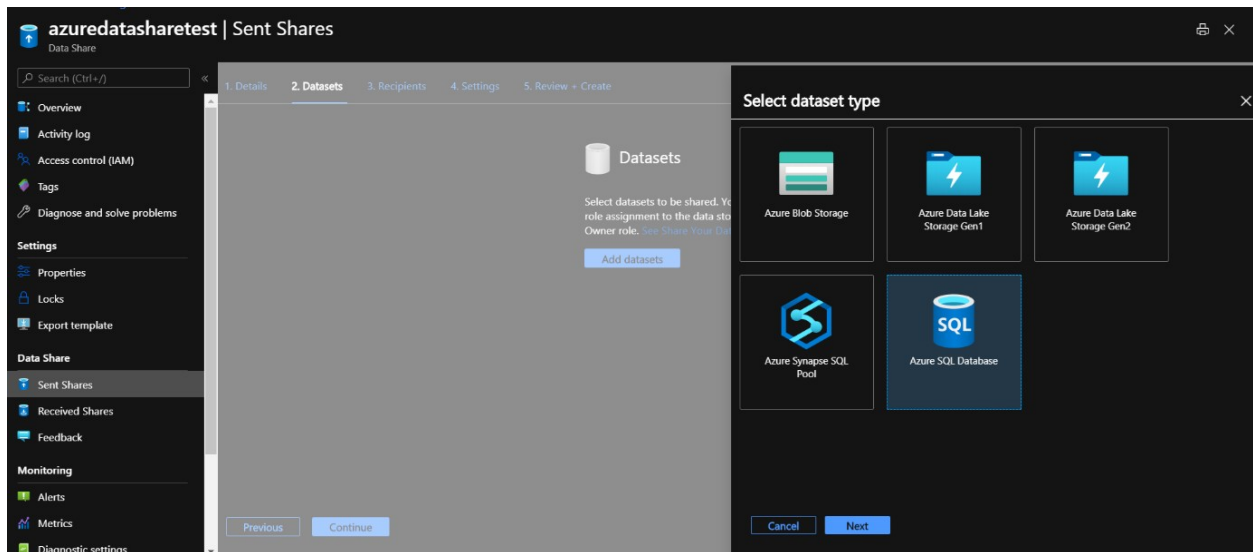 azuredatasharetest | Sent Shares
Data Share
Search (Ctrl+/)
«
Overview
Activity log
Access control (IAM)
Tags
Diagnose and solve problems
Settings
Properties
Locks
Export template
Data Share
Sent Shares
Received Shares
Feedback
Monitoring
Alerts
Metrics
Diagnostic settings
1. Details 2. Datasets 3. Recipients 4. Settings 5. Review + Create
Datasets
Select datasets to be shared.
role assignment to the data
Owner role. See Share Your
Add datasets
Previous Continue
Select dataset type
Azure Blob Storage
Azure Data Lake
Storage Gen1
Azure Data Lake
Storage Gen2
Azure Synapse SQL
Pool
SQL
Azure SQL Database
Cancel Next